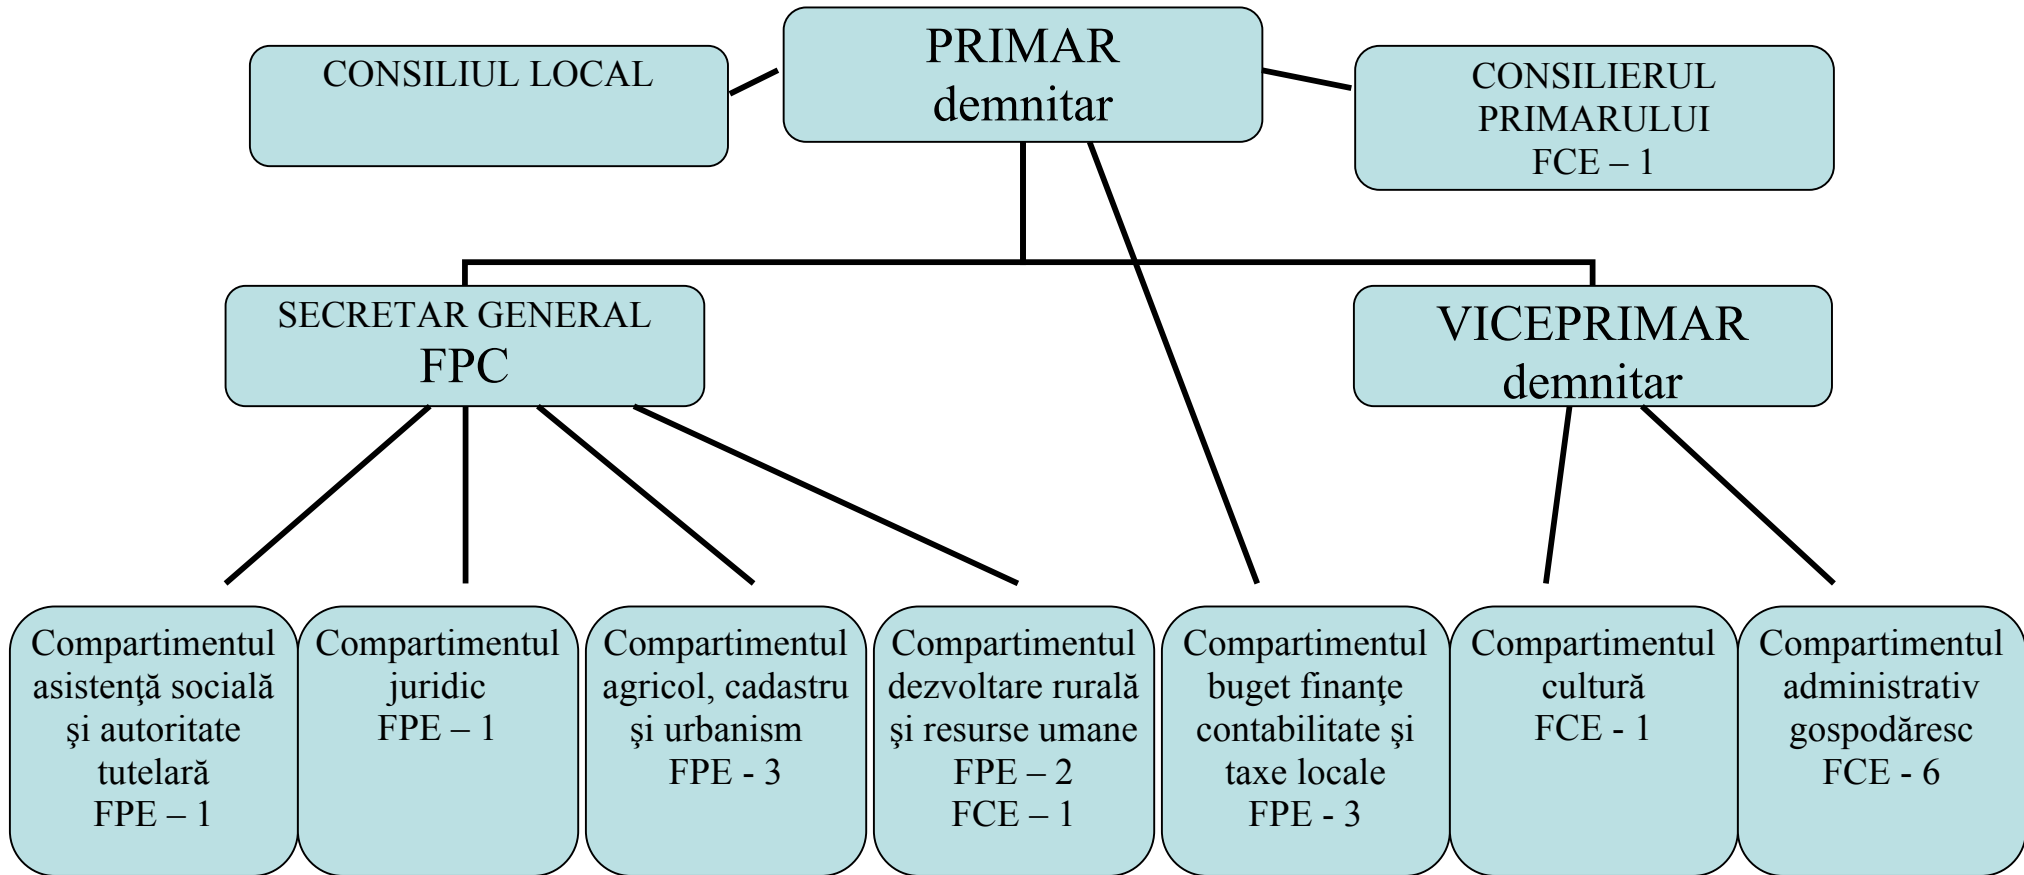 CONSILIUL LOCAL
PRIMAR
demnitar
CONSILIERUL
PRIMARULUI
FCE – 1
SECRETAR GENERAL
FPC
VICEPRIMAR
demnitar
Compartimentul
asistenţă socială
şi autoritate
tutelară
FPE – 1
Compartimentul
juridic
FPE – 1
Compartimentul
agricol, cadastru
şi urbanism
FPE - 3
Compartimentul
dezvoltare rurală
şi resurse umane
FPE – 2
FCE – 1
Compartimentul
buget finanţe
contabilitate şi
taxe locale
FPE - 3
Compartimentul
cultură
FCE - 1
Compartimentul
administrativ
gospodăresc
FCE - 6